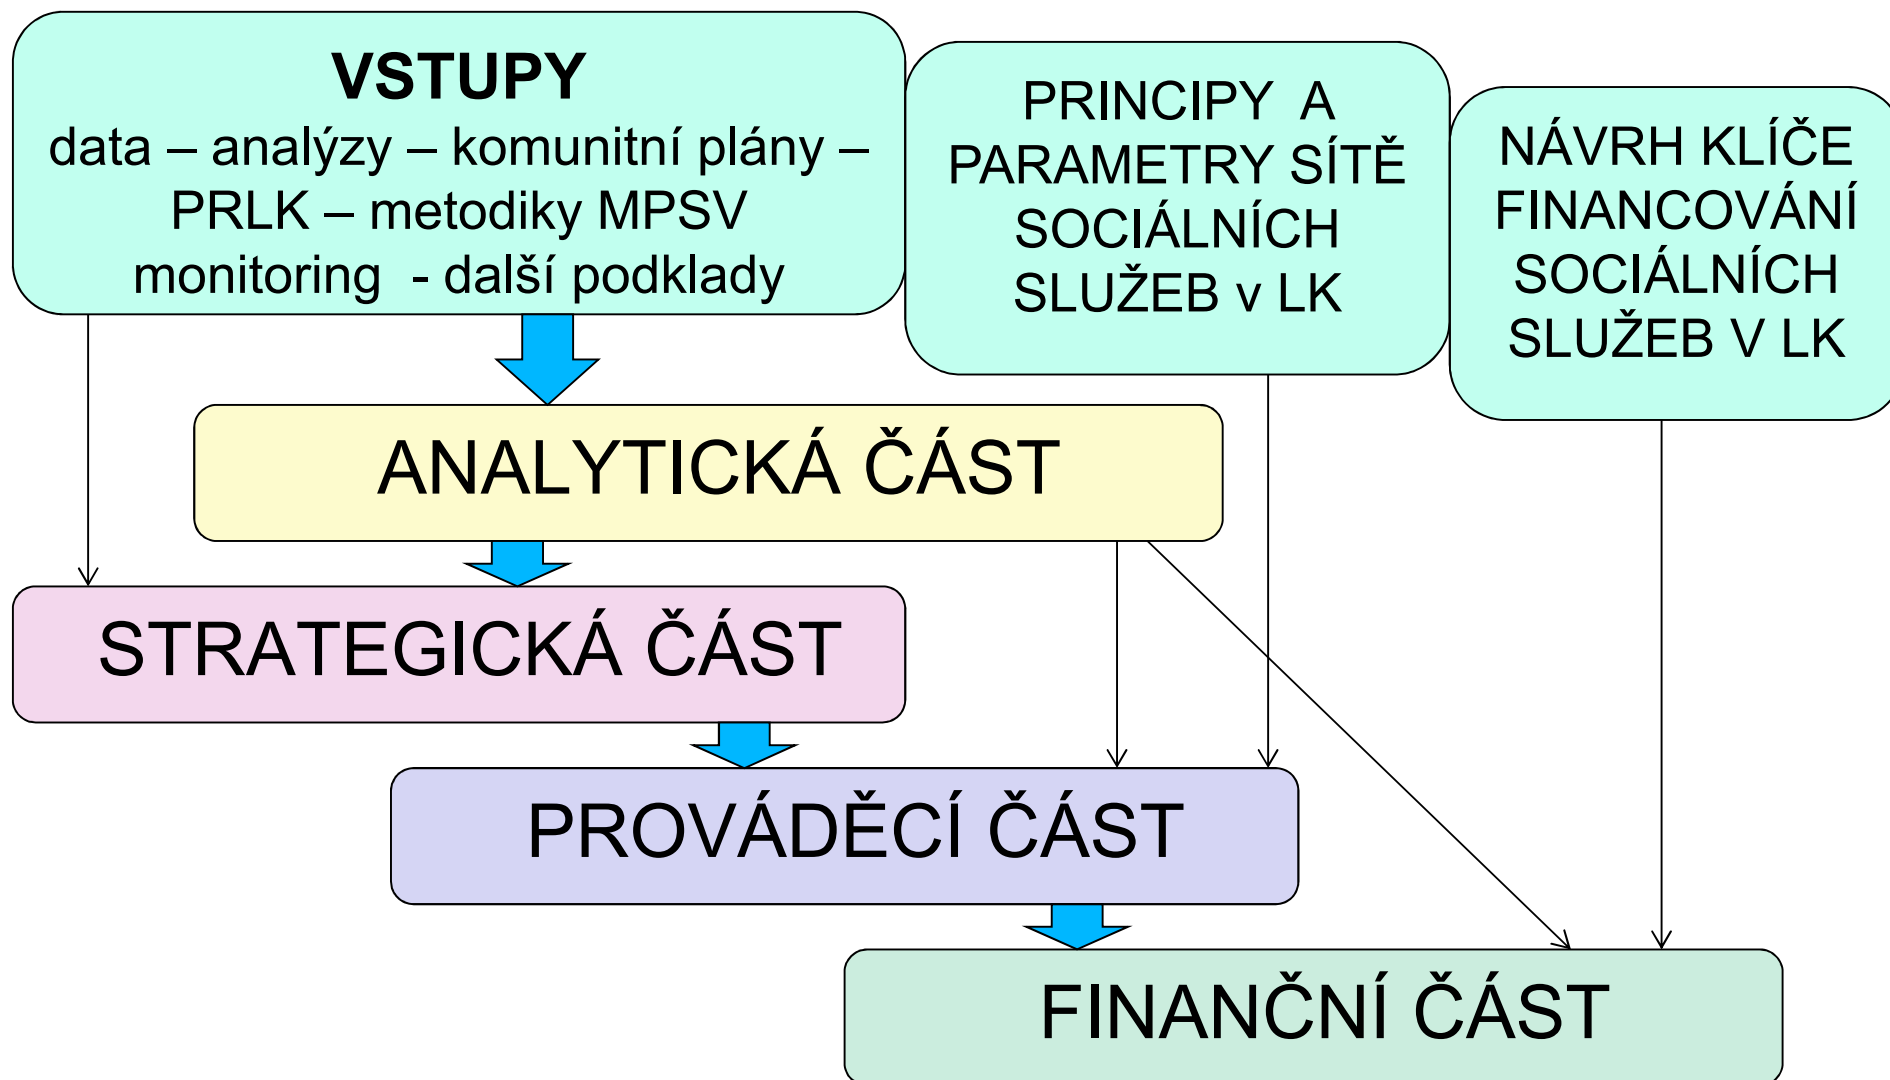 VSTUPY
data – analýzy – komunitní plány –
PRLK – metodiky MPSV
monitoring  - další podklady
PRINCIPY  A
PARAMETRY SÍTĚ
SOCIÁLNÍCH
SLUŽEB v LK
NÁVRH KLÍČE
FINANCOVÁNÍ
SOCIÁLNÍCH
SLUŽEB V LK
ANALYTICKÁ ČÁST
STRATEGICKÁ ČÁST
PROVÁDĚCÍ ČÁST
FINANČNÍ ČÁST